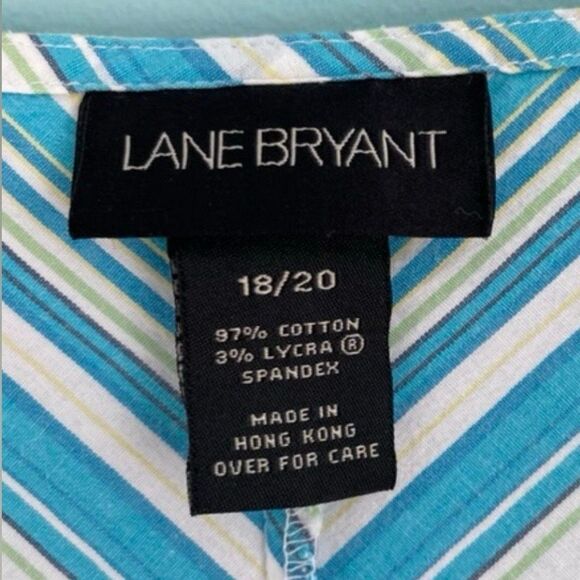 LANE BRYANT
18/20
97% COTTON
3% LYCRA ®
SPANDEX
MADE IN
HONG KONG
OVER FOR CARE